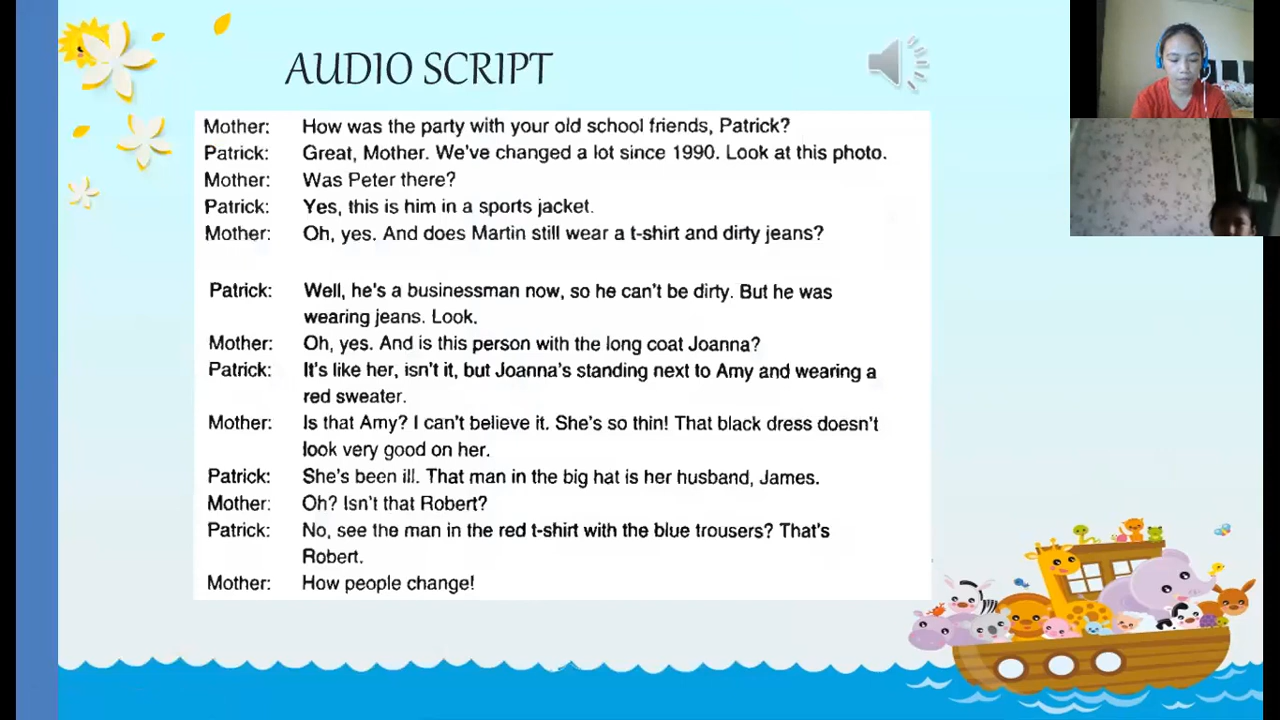 AUDIO SCRIPT
Mother: How was the party with your old school friends, Patrick?
Patrick: Great, Mother. We've changed a lot since 1990. Look at this photo.
Mother: Was Peter there?
Patrick: Yes, this is him in a sports jacket.
Mother: Oh, yes. And does Martin still wear a t-shirt and dirty jeans?
Patrick: Well, he's a businessman now, so he can't be dirty. But he was
wearing jeans. Look.
Mother: Oh, yes. And is this person with the long coat Joanna?
Patrick: It's like her, isn't it, but Joanna's standing next to Amy and wearing a
red sweater.
Mother: Is that Amy? I can't believe it. She's so thin! That black dress doesn't
look very good on her.
Patrick: She's been ill. That man in the big hat is her husband, James.
Mother: Oh? Isn't that Robert?
Patrick: No, see the man in the red t-shirt with the blue trousers? That's
Robert.
Mother: How people change!